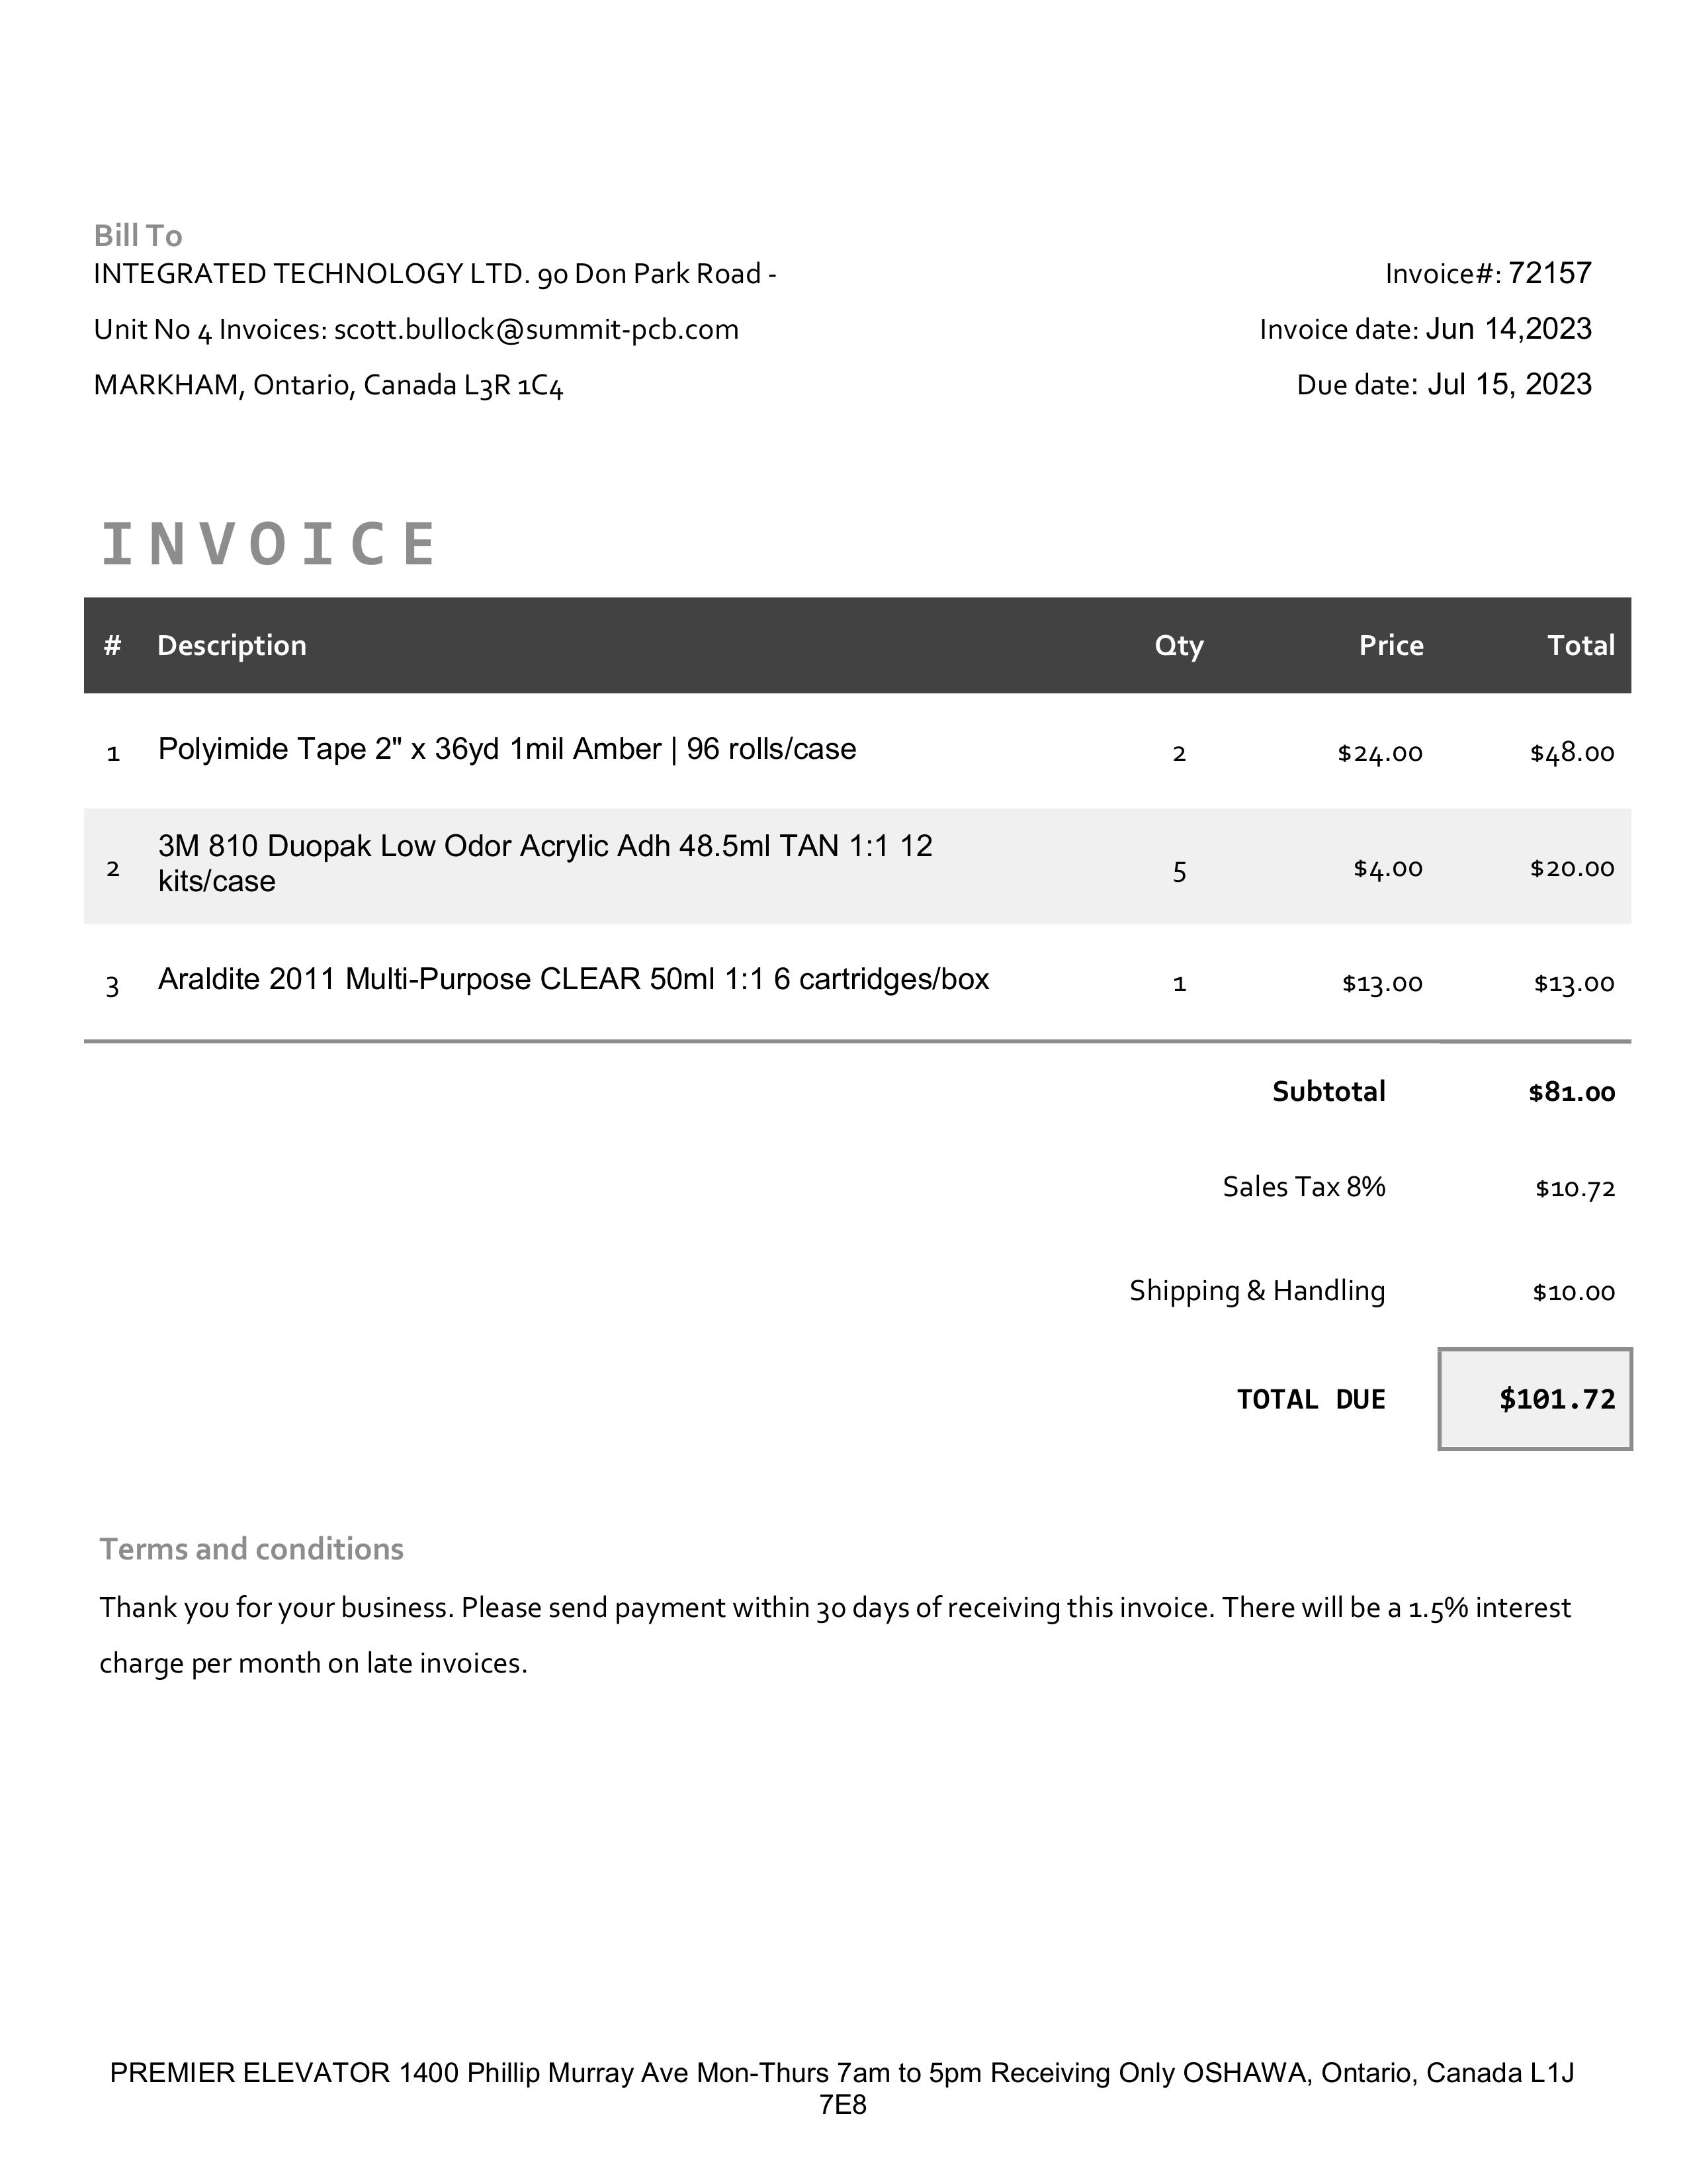 Bill To
INTEGRATED TECHNOLOGY LTD. 90 Don Park Road -
Unit No 4 Invoices: scott.bullock@summit-pcb.com
MARKHAM, Ontario, Canada L3R 1C4
Invoice#: 72157
Invoice date: Jun 14,2023
Due date: Jul 15, 2023
INVOICE
# Description Qty Price Total
1 Polyimide Tape 2" x 36yd 1mil Amber | 96 rolls/case 2 $24.00 $48.00
2 3M 810 Duopak Low Odor Acrylic Adh 48.5ml TAN 1:1 12
kits/case 5 $4.00 $20.00
3 Araldite 2011 Multi-Purpose CLEAR 50ml 1:1 6 cartridges/box 1 $13.00 $13.00
Subtotal $81.00
Sales Tax 8% $10.72
Shipping & Handling $10.00
TOTAL DUE $101.72
Terms and conditions
Thank you for your business. Please send payment within 30 days of receiving this invoice. There will be a 1.5% interest
charge per month on late invoices.
PREMIER ELEVATOR 1400 Phillip Murray Ave Mon-Thurs 7am to 5pm Receiving Only OSHAWA, Ontario, Canada L1J
7E8